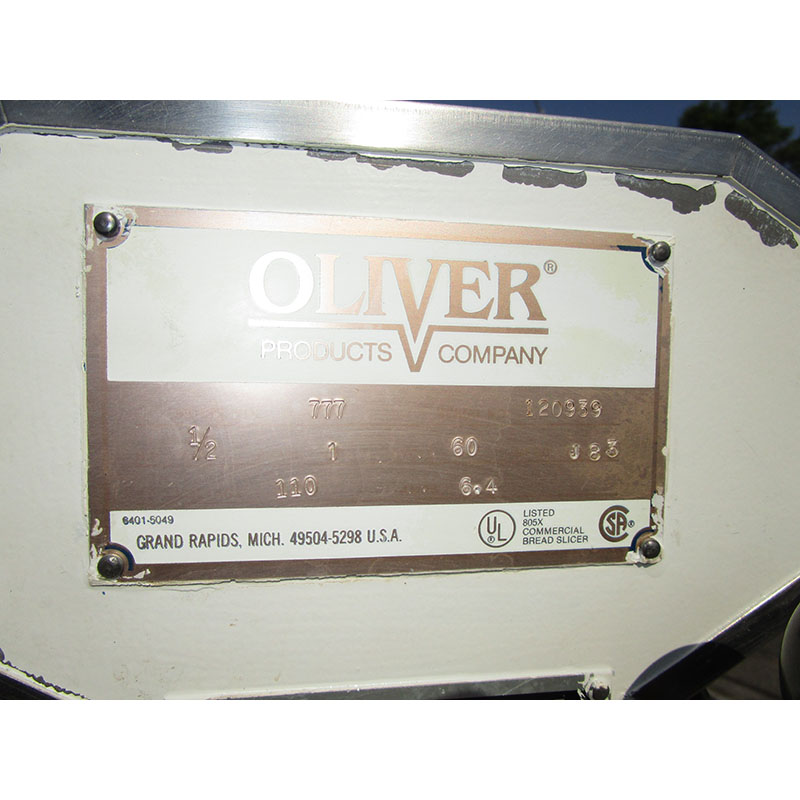 OLIVER®
PRODUCTS COMPANY
777 120939
1/2 1 60 J83
110 6.4
6401-5049
GRAND RAPIDS, MICH. 49504-5298 U.S.A.
UL ®
LISTED
805X
COMMERCIAL
BREAD SLICER
SA ®